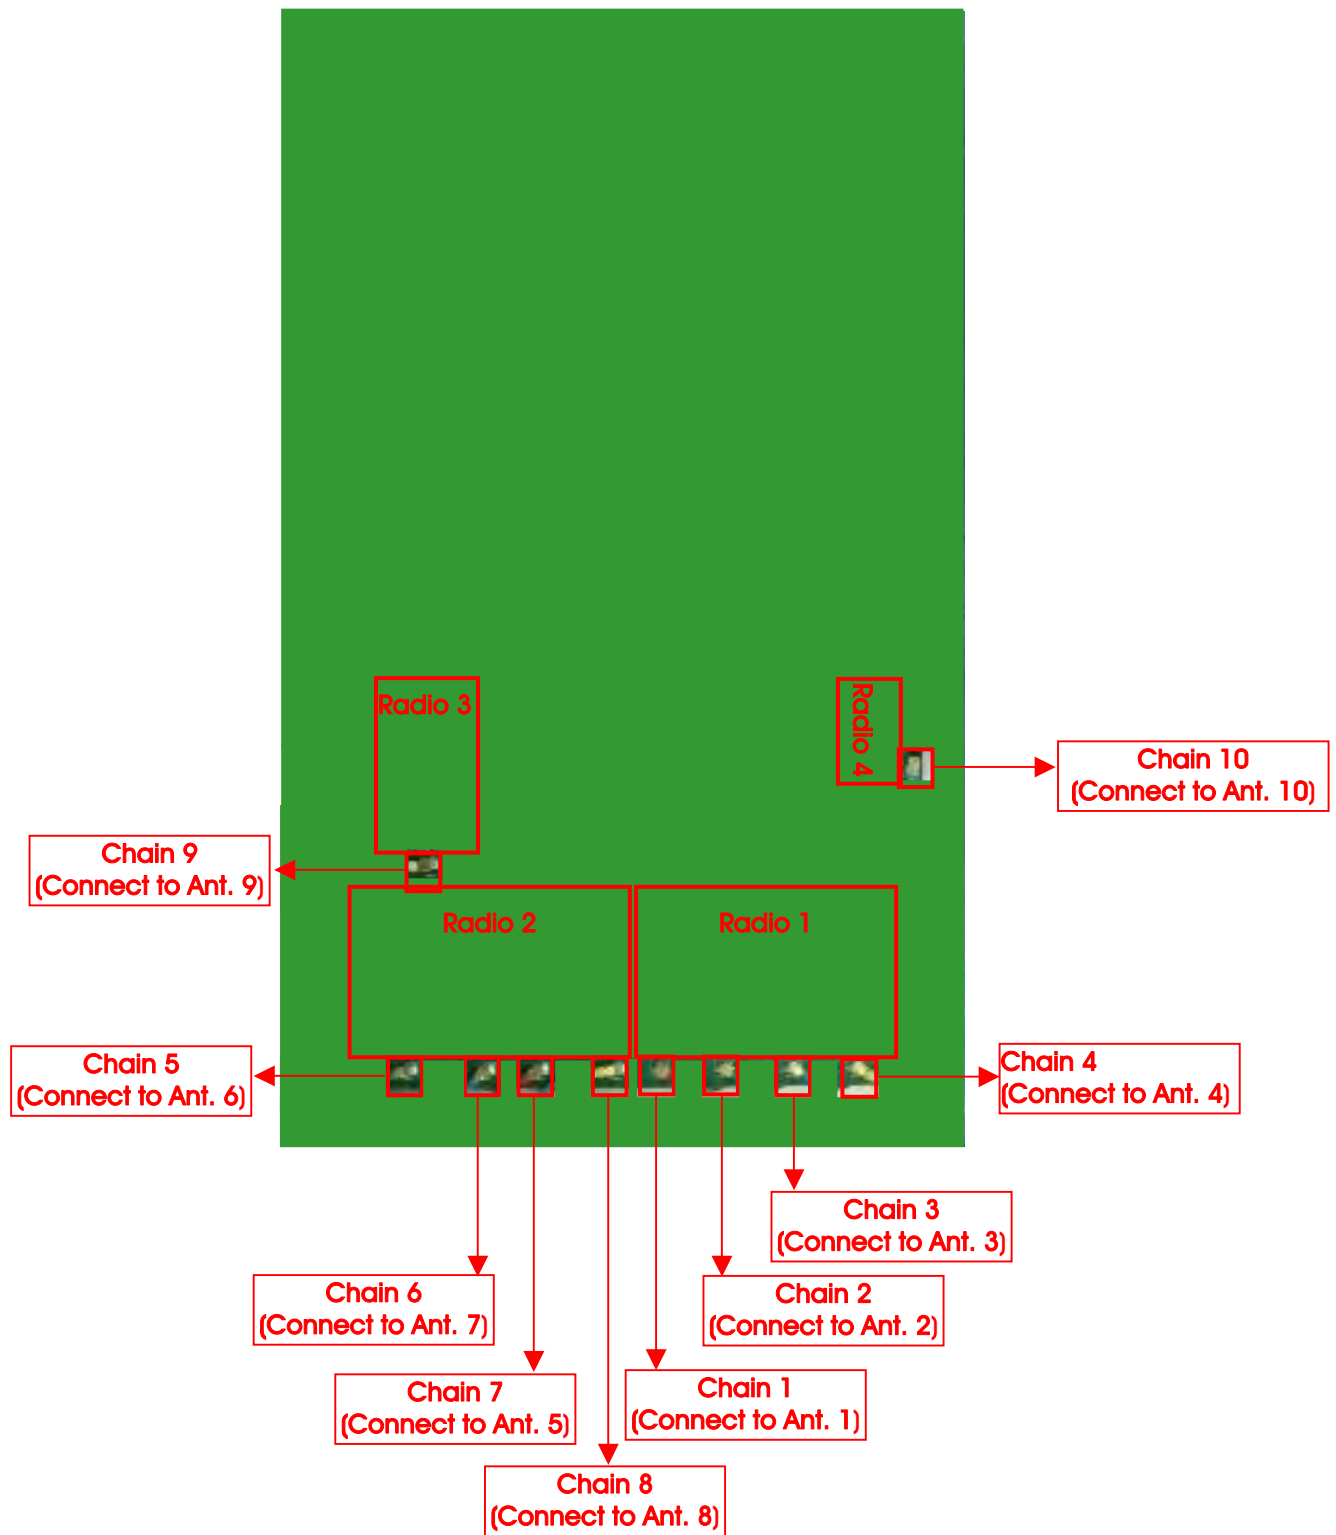 Radio 3
Radio 4
Chain 10
(Connect to Ant. 10)
Chain 9
(Connect to Ant. 9)
Radio 2
Radio 1
Chain 5
(Connect to Ant. 6)
Chain 4
(Connect to Ant. 4)
Chain 3
(Connect to Ant. 3)
Chain 6
(Connect to Ant. 7)
Chain 2
(Connect to Ant. 2)
Chain 7
(Connect to Ant. 5)
Chain 1
(Connect to Ant. 1)
Chain 8
(Connect to Ant. 8)